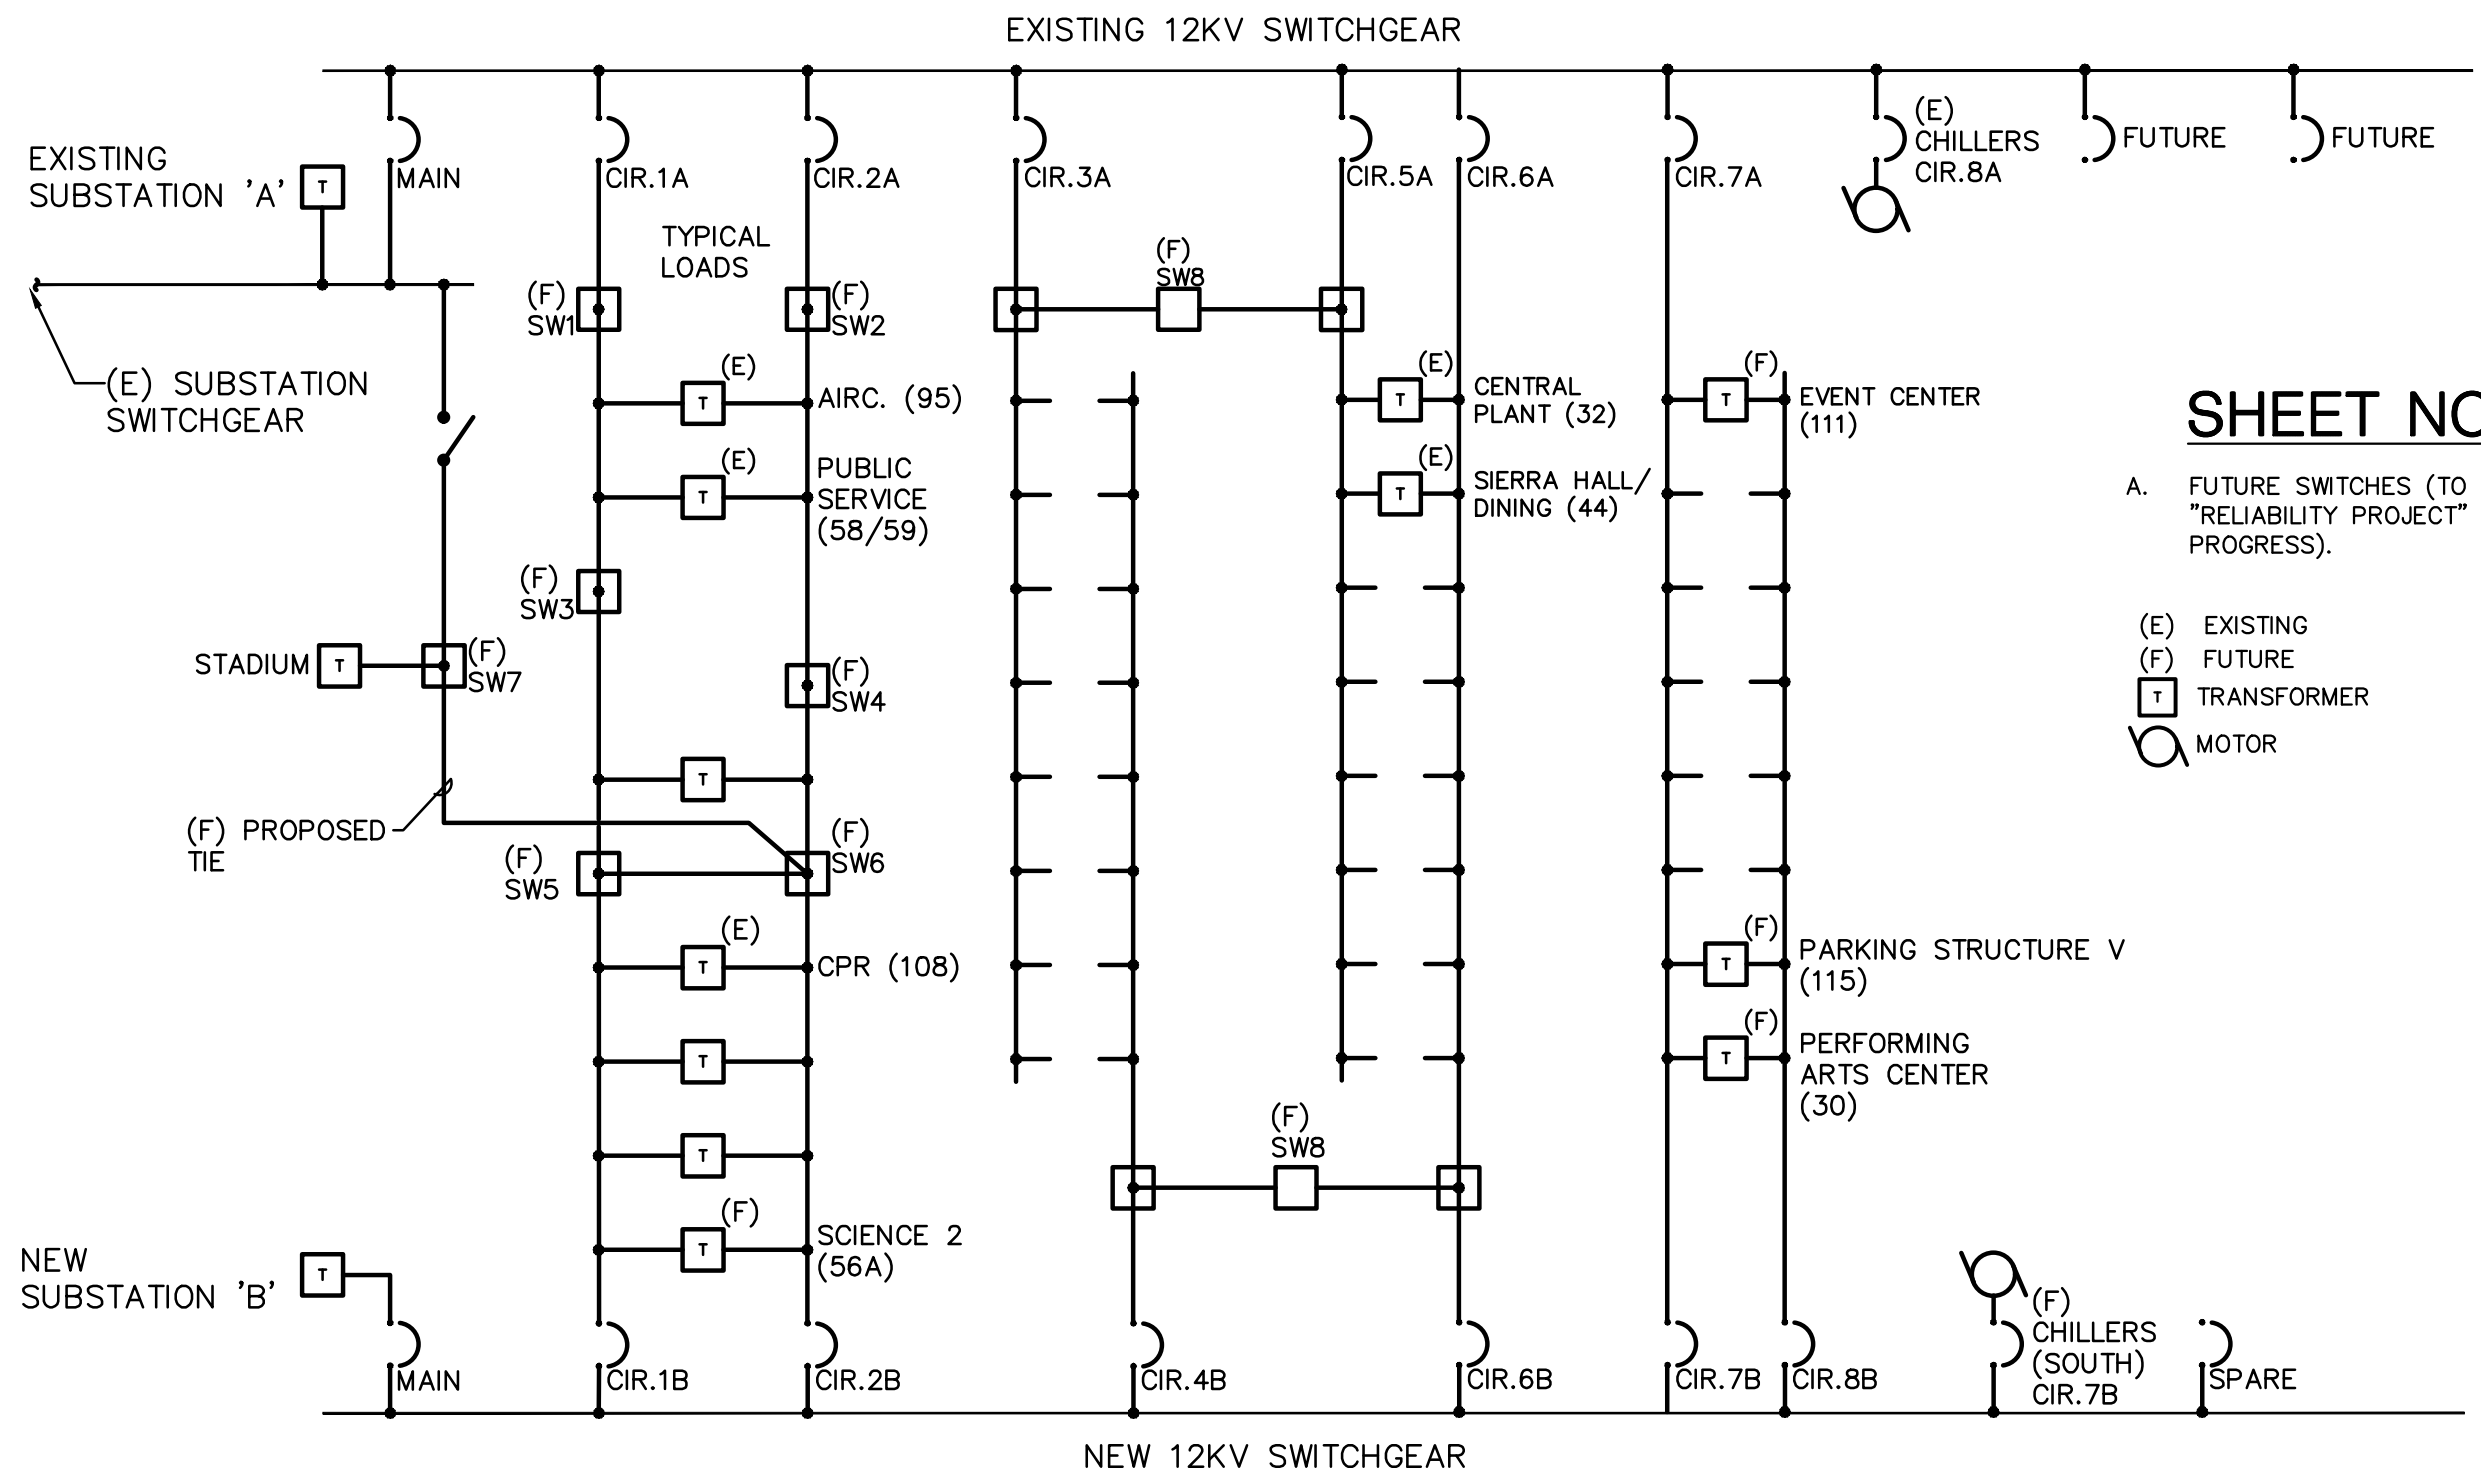 EXISTING 12KV SWITCHGEAR
EXISTING
SUBSTATION 'A'
T
MAIN
CIR.1A
CIR.2A
CIR.3A
CIR.5A
CIR.6A
CIR.7A
(E)
CHILLERS
CIR.8A
FUTURE
FUTURE
TYPICAL
LOADS
(F)
SW1
(F)
SW2
(F)
SW8
(E) SUBSTATION
SWITCHGEAR
(E)
T
AIRC. (95)
(E)
T
PUBLIC
SERVICE
(58/59)
(E)
T
CENTRAL
PLANT (32)
(E)
T
SIERRA HALL/
DINING (44)
(F)
T
EVENT CENTER
(111)
SHEET NO
A. FUTURE SWITCHES (TO
"RELIABILITY PROJECT"
PROGRESS).
(E) EXISTING
(F) FUTURE
T TRANSFORMER
MOTOR
(F)
SW3
STADIUM T
(F)
SW7
(F)
SW4
T
(F) PROPOSED
TIE
(F)
SW5
(F)
SW6
(E)
T
CPR (108)
T
T
(F)
T
SCIENCE 2
(56A)
(F)
T
PARKING STRUCTURE V
(115)
(F)
T
PERFORMING
ARTS CENTER
(30)
(F)
SW8
NEW
SUBSTATION 'B'
T
MAIN
CIR.1B
CIR.2B
CIR.4B
CIR.6B
CIR.7B
CIR.8B
(F)
CHILLERS
(SOUTH)
CIR.7B
SPARE
NEW 12KV SWITCHGEAR